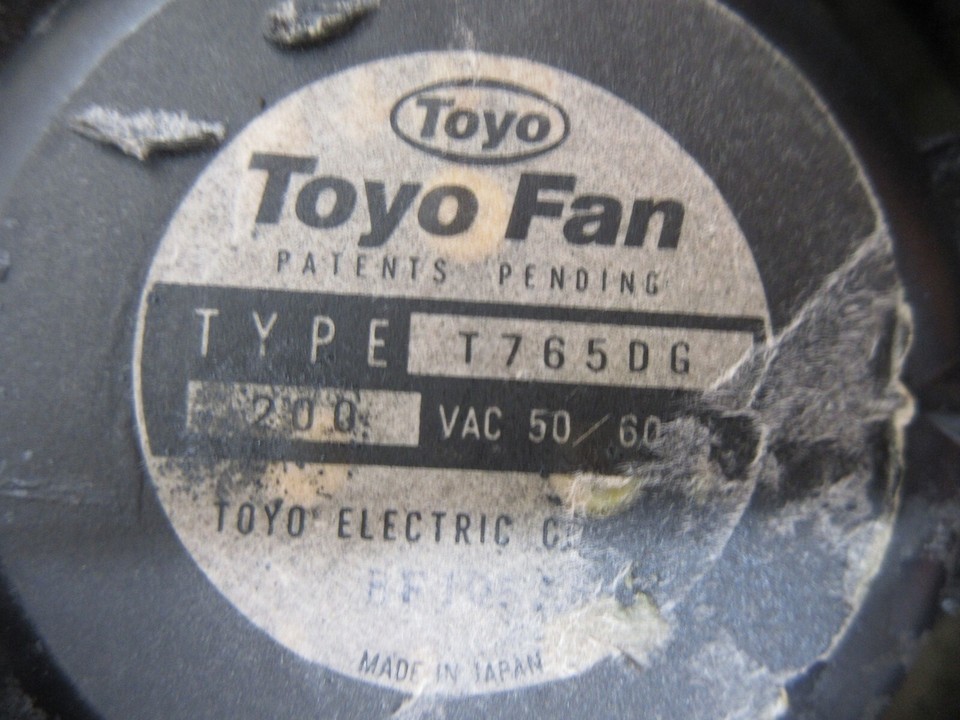 Toyo
Toyo Fan
PATENTS PENDING
TYPE T765DG
200 VAC 50/60
TOYO ELECTRIC
MADE IN JAPAN